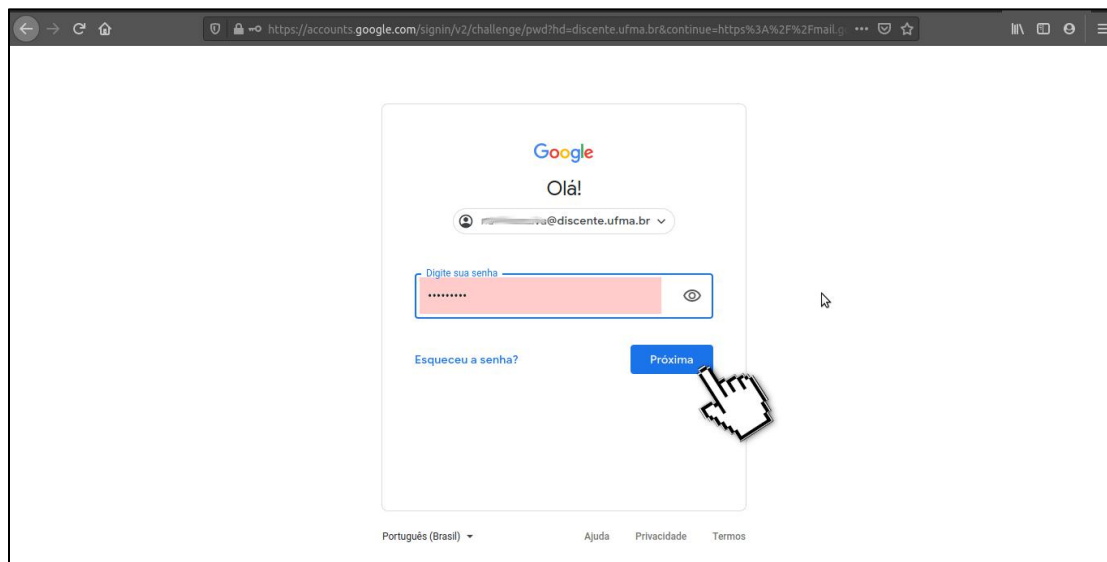 https://accounts.google.com/signin/v2/challenge/pwd?hd=discente.ufma.br&continue=https%3A%2F%2Fmail.g
Google
Olá!
@discente.ufma.br
Digite sua senha
•••••••••
Esqueceu a senha?
Próxima
Português (Brasil)
Ajuda
Privacidade
Termos